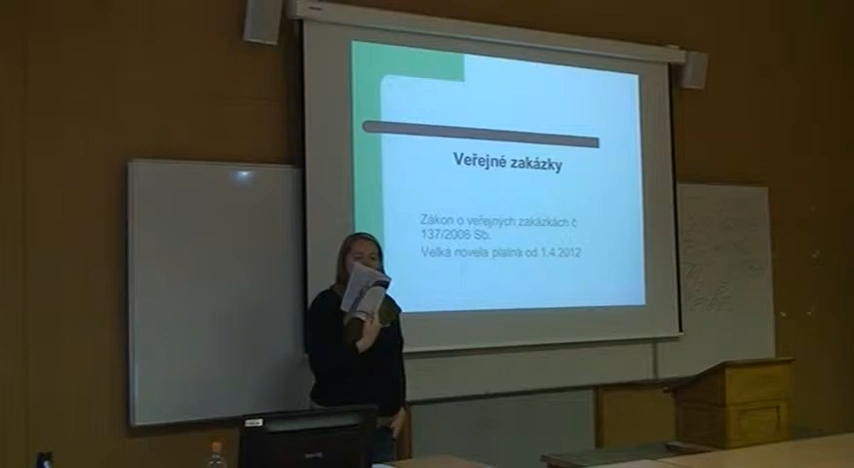 Veřejné zakázky
Zákon o veřejných zakázkách č
137/2006 Sb.
Velká novela platná od 1.4.2012